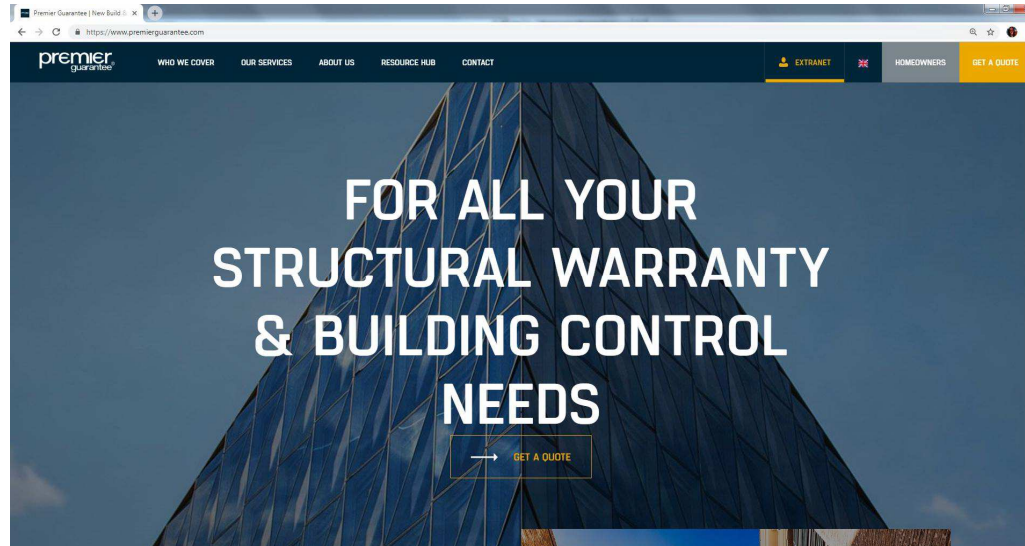 Premier Guarantee | New Build &
https://www.premierguarantee.com
premier guarantee®
WHO WE COVER
OUR SERVICES
ABOUT US
RESOURCE HUB
CONTACT
EXTRANET
HOMEOWNERS
GET A QUOTE
FOR ALL YOUR
STRUCTURAL WARRANTY
& BUILDING CONTROL
NEEDS
GET A QUOTE